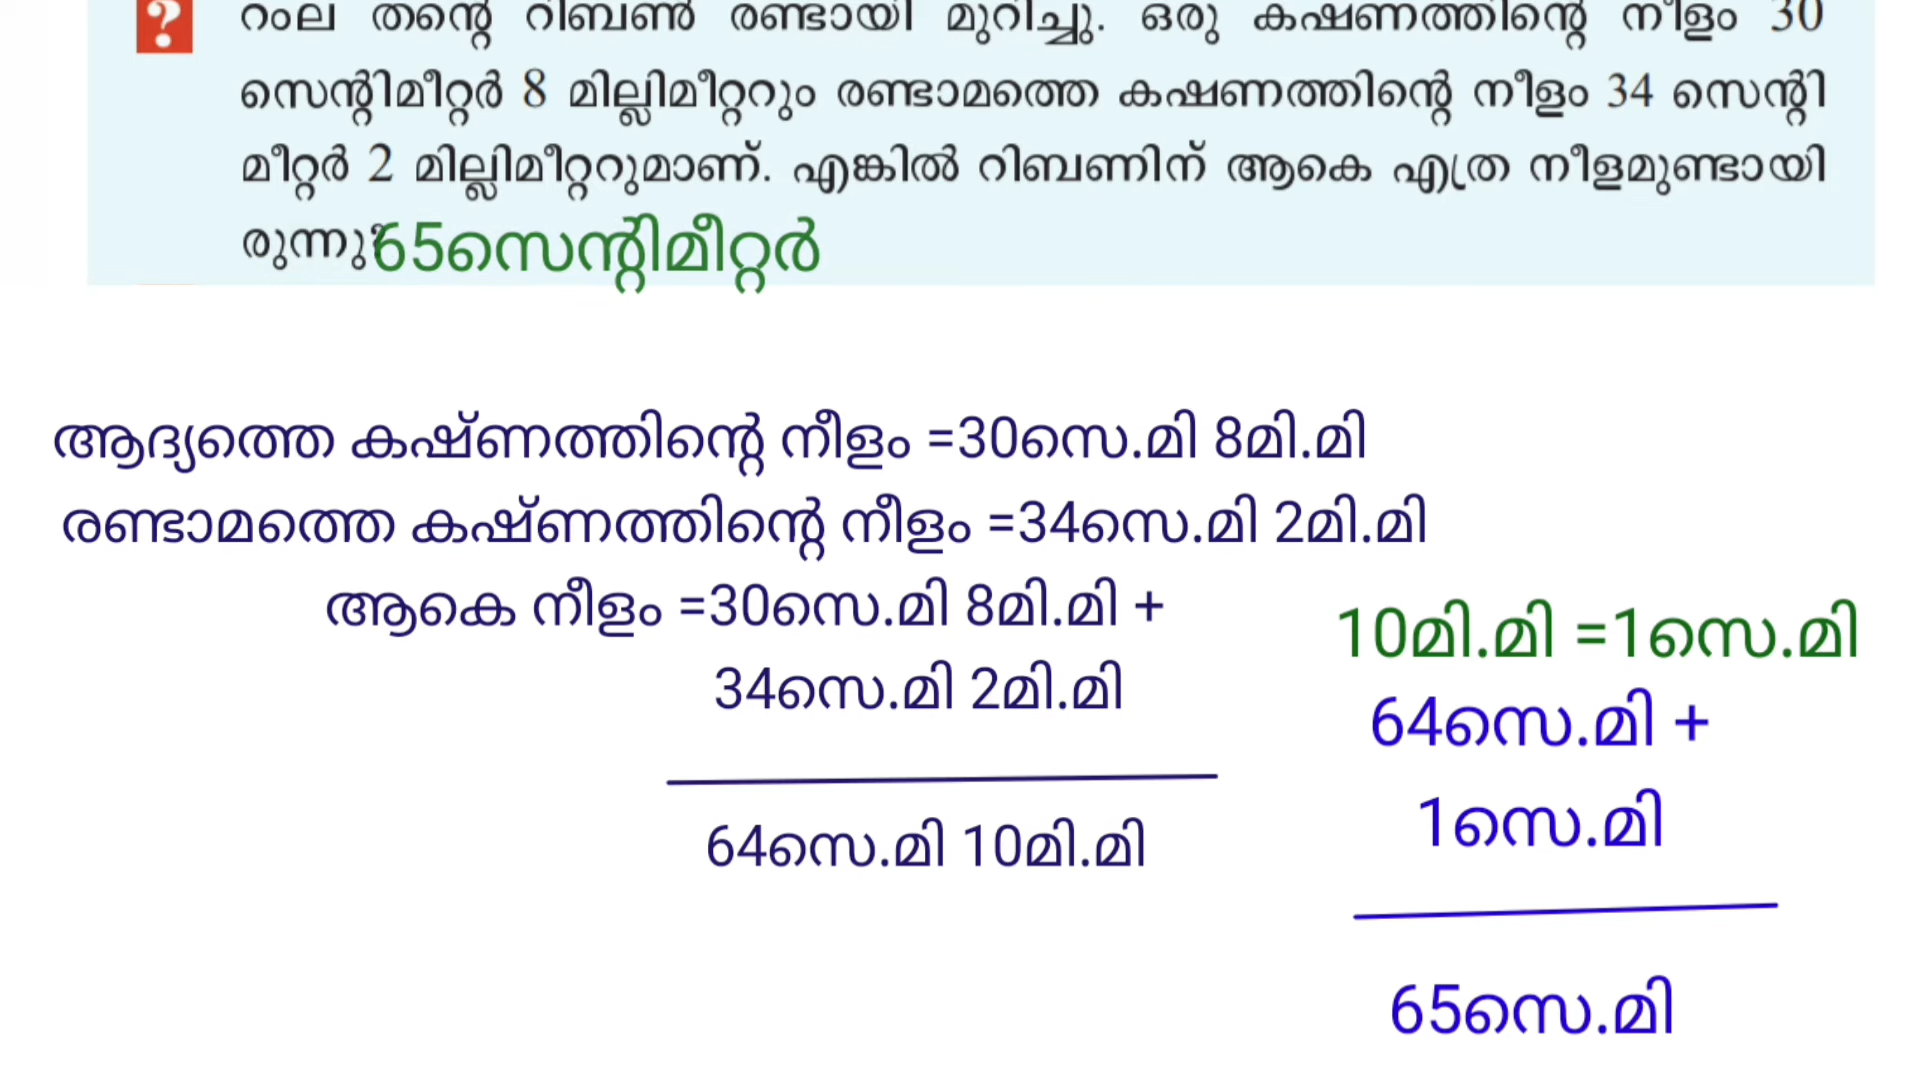 ?
റംല തന്റെ റിബൺ രണ്ടായി മുറിച്ചു. ഒരു കഷണത്തിന്റെ നീളം 30
സെന്റിമീറ്റർ 8 മില്ലിമീറ്ററും രണ്ടാമത്തെ കഷണത്തിന്റെ നീളം 34 സെന്റി
മീറ്റർ 2 മില്ലിമീറ്ററുമാണ്. എങ്കിൽ റിബണിന് ആകെ എത്ര നീളമുണ്ടായി
രുന്നു?
65സെന്റിമീറ്റർ
ആദ്യത്തെ കഷ്ണത്തിന്റെ നീളം =30സെ.മി 8മി.മി
രണ്ടാമത്തെ കഷ്ണത്തിന്റെ നീളം =34സെ.മി 2മി.മി
ആകെ നീളം =30സെ.മി 8മി.മി +
34സെ.മി 2മി.മി
64സെ.മി 10മി.മി
10മി.മി =1സെ.മി
64സെ.മി +
1സെ.മി
65സെ.മി